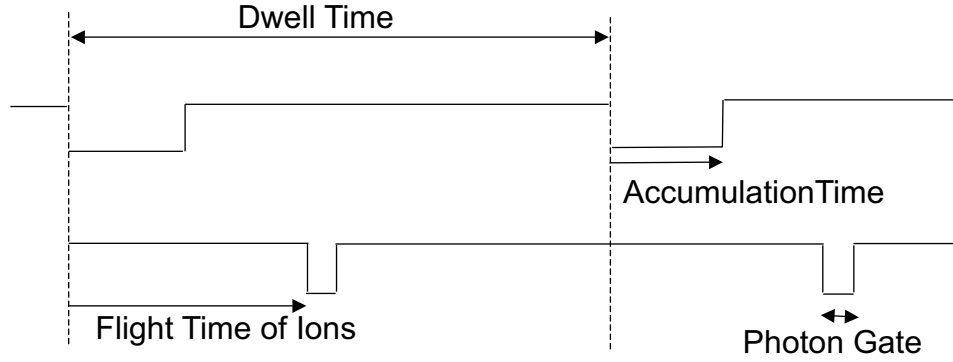 Dwell Time
AccumulationTime
Flight Time of Ions
Photon Gate